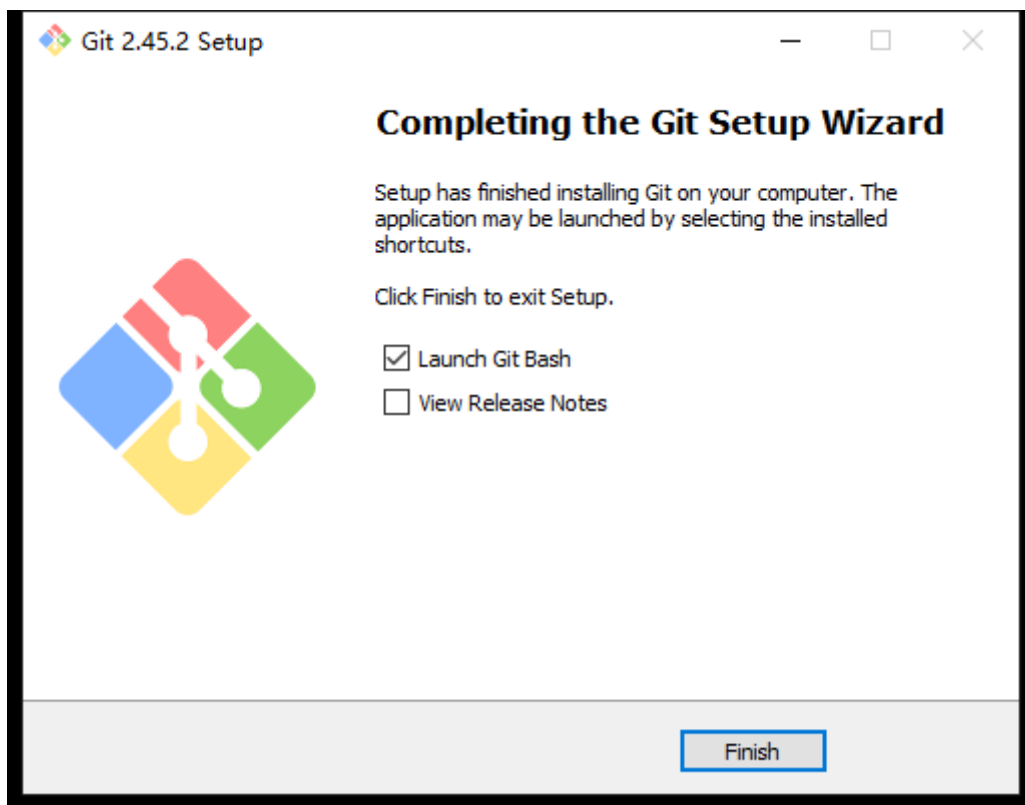 Git 2.45.2 Setup
Completing the Git Setup Wizard
Setup has finished installing Git on your computer. The
application may be launched by selecting the installed
shortcuts.
Click Finish to exit Setup.
Launch Git Bash
View Release Notes
Finish